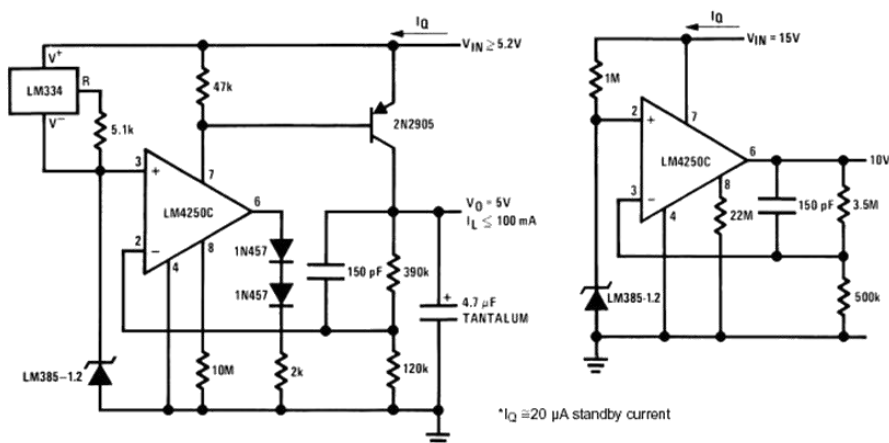 IQ
VIN ≥ 5.2V
V+
LM334
R
V−
47k
5.1k
2N2905
3
+
7
LM4250C
6
VO = 5V
IL ≤ 100 mA
2
−
8
4
1N457
150 pF
390k
1N457
+
4.7 µF
TANTALUM
LM385-1.2
10M
2k
120k
IQ
VIN = 15V
1M
2
+
7
LM4250C
6
10V
3
−
8
4
22M
150 pF
3.5M
LM385-1.2
500k
*IQ ≅20 µA standby current